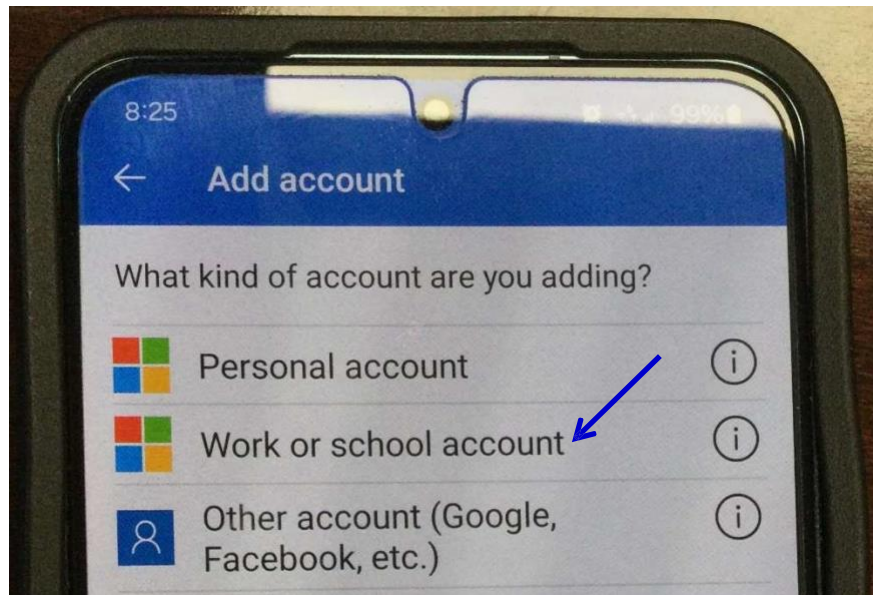 8:25 99%
Add account
What kind of account are you adding?
Personal account
Work or school account
Other account (Google,
Facebook, etc.)